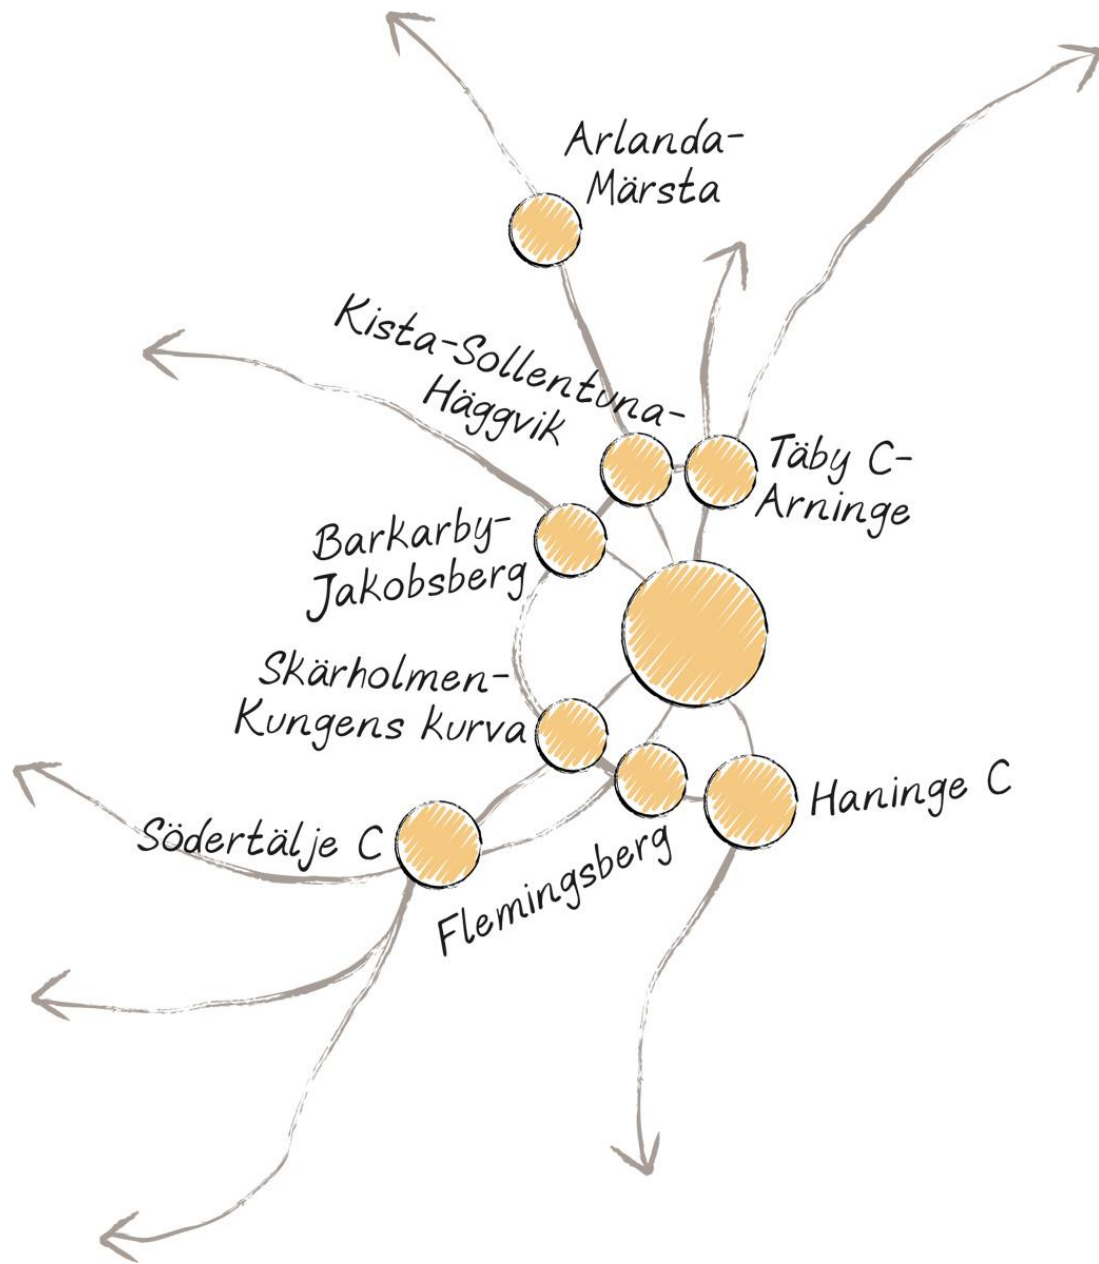 Arlanda-
Märsta
Kista-Sollentuna-
Häggvik
Täby C-
Arninge
Barkarby-
Jakobsberg
Skärholmen-
Kungens kurva
Södertälje C
Flemingsberg
Haninge C